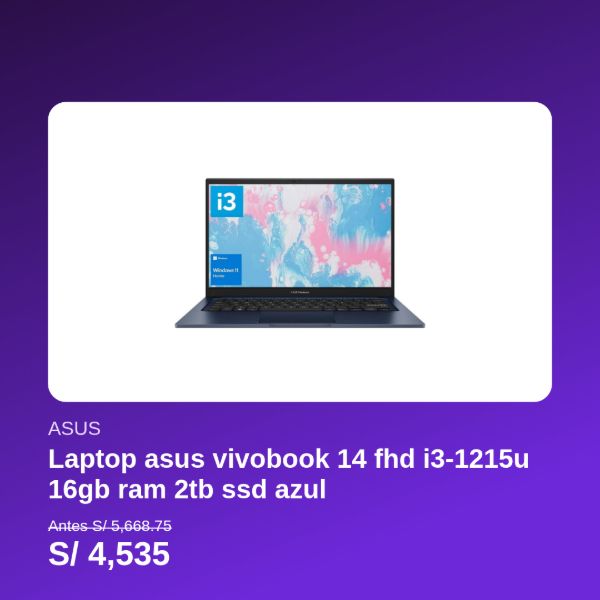 i3
Windows 11
Home
ASUS
Laptop asus vivobook 14 fhd i3-1215u
16gb ram 2tb ssd azul
Antes S/ 5,668.75
S/ 4,535